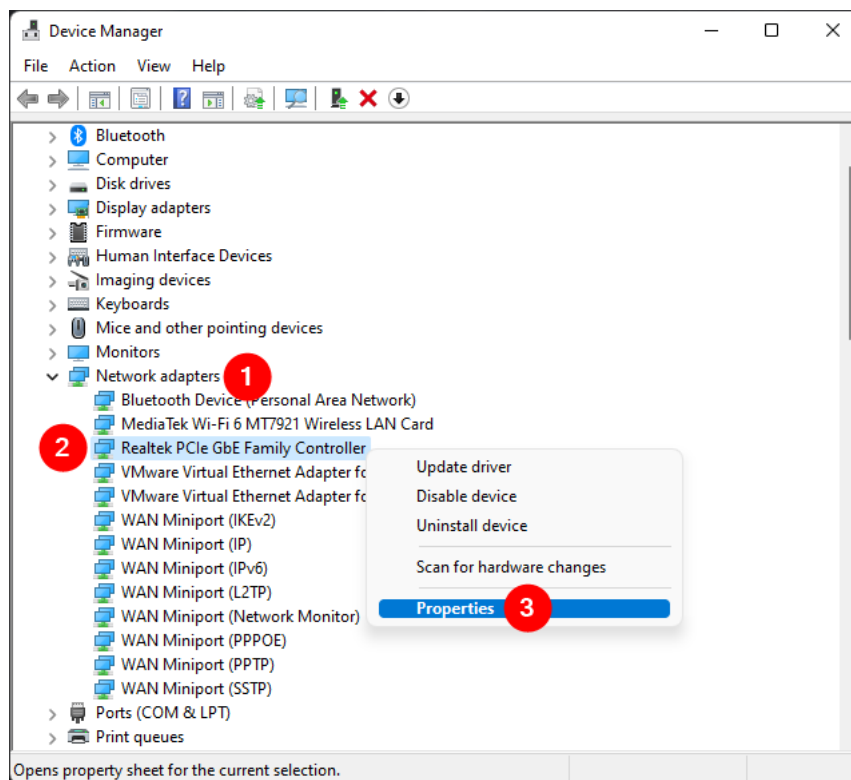 Device Manager
File Action View Help
Bluetooth
Computer
Disk drives
Display adapters
Firmware
Human Interface Devices
Imaging devices
Keyboards
Mice and other pointing devices
Monitors
Network adapters 1
Bluetooth Device (Personal Area Network)
MediaTek Wi-Fi 6 MT7921 Wireless LAN Card
2 Realtek PCIe GbE Family Controller
VMware Virtual Ethernet Adapter fo
VMware Virtual Ethernet Adapter fo
WAN Miniport (IKEv2)
WAN Miniport (IP)
WAN Miniport (IPv6)
WAN Miniport (L2TP)
WAN Miniport (Network Monitor)
WAN Miniport (PPPOE)
WAN Miniport (PPTP)
WAN Miniport (SSTP)
Ports (COM & LPT)
Print queues
Update driver
Disable device
Uninstall device
Scan for hardware changes
Properties 3
Opens property sheet for the current selection.